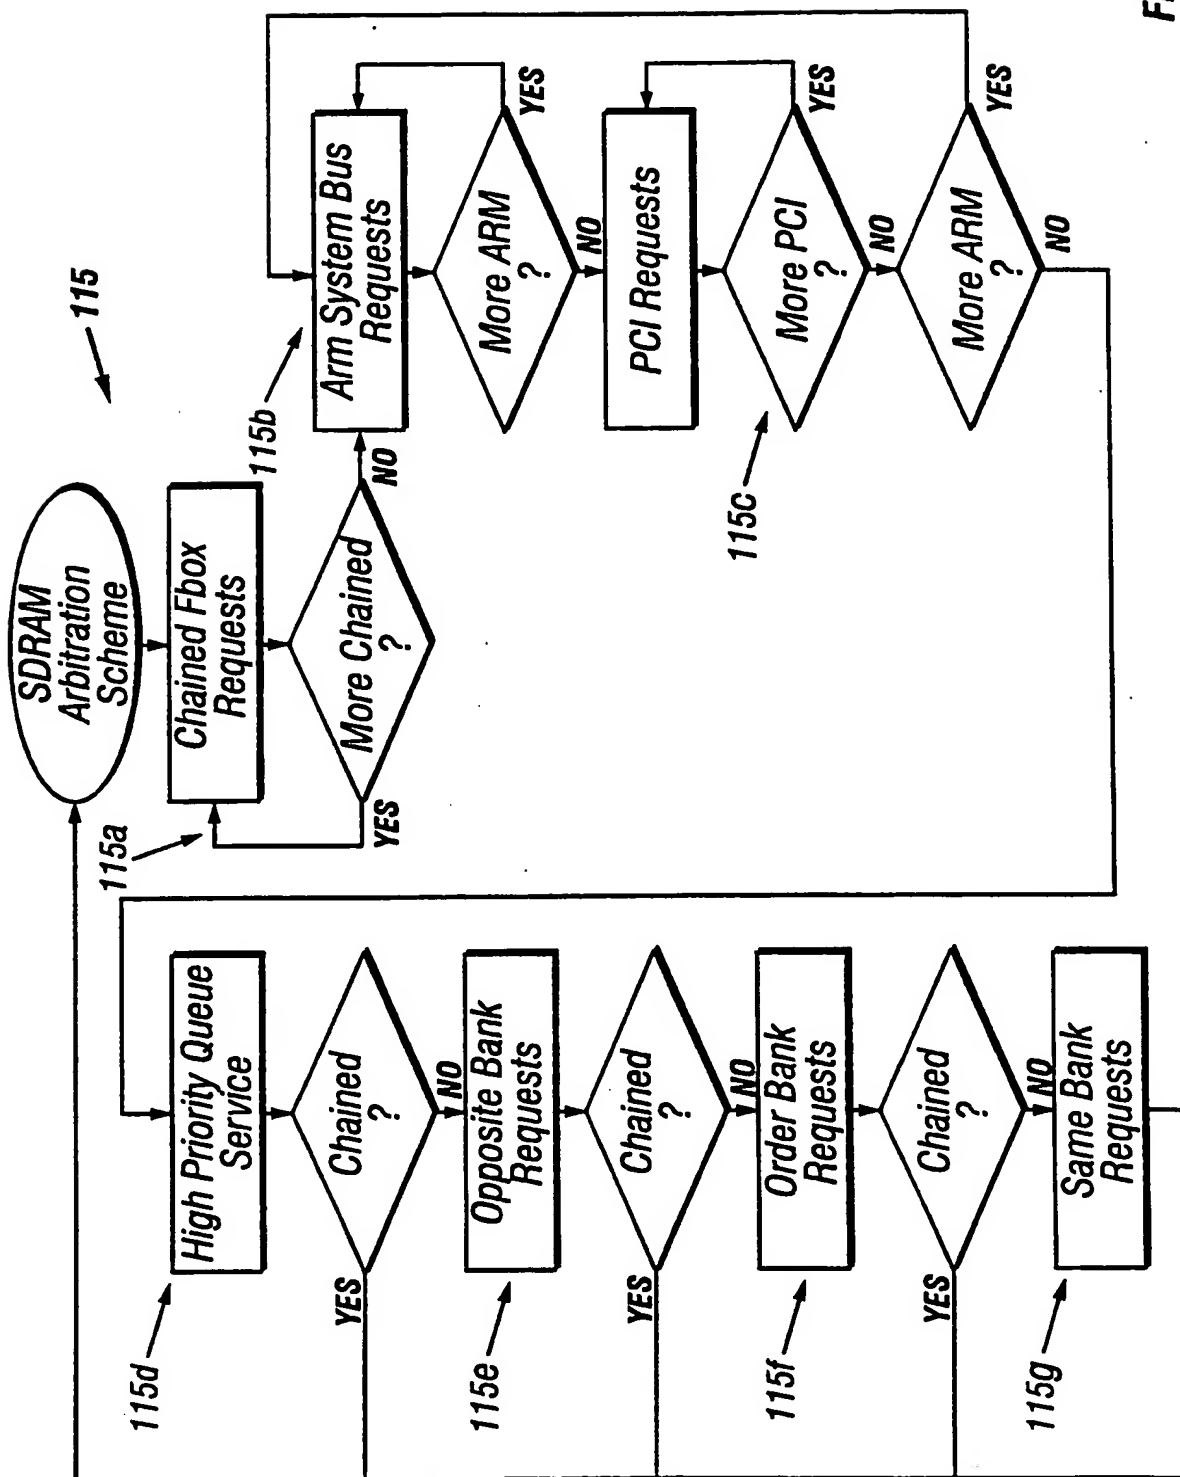 115
SDRAM
Arbitration
Scheme
115a
Chained Fbox
Requests
More Chained
?
YES
NO
115b
Arm System Bus
Requests
More ARM
?
YES
NO
PCI Requests
115c
More PCI
?
YES
NO
More ARM
?
YES
NO
115d
High Priority Queue
Service
Chained
?
YES
NO
115e
Opposite Bank
Requests
Chained
?
YES
NO
115f
Order Bank
Requests
Chained
?
YES
NO
115g
Same Bank
Requests